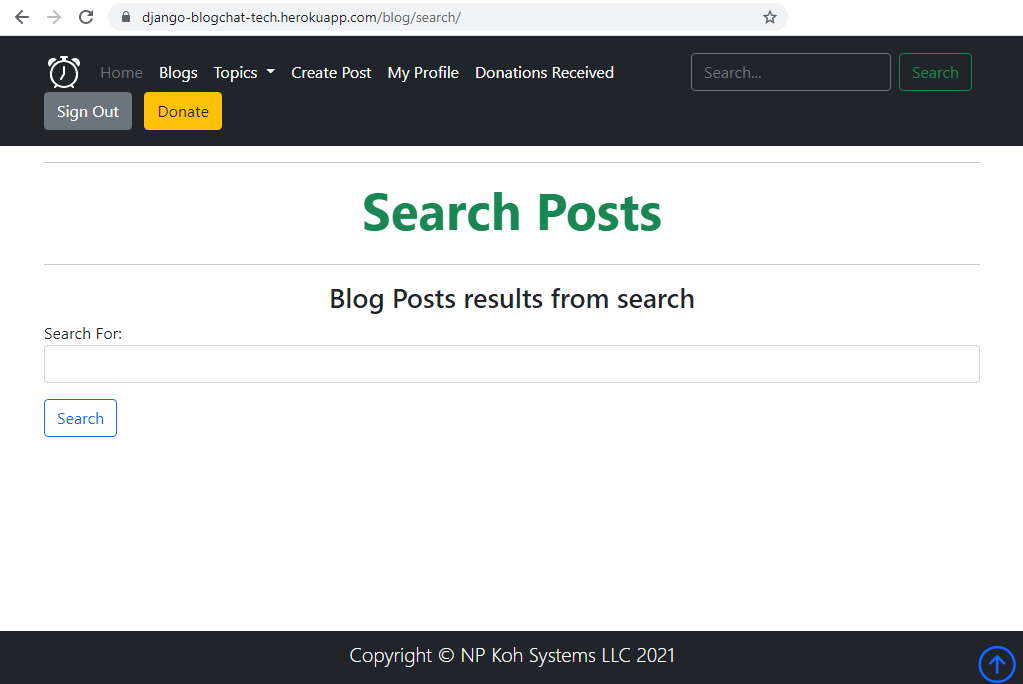 django-blogchat-tech.herokuapp.com/blog/search/
Home Blogs Topics Create Post My Profile Donations Received Search... Search
Sign Out Donate
Search Posts
Blog Posts results from search
Search For:
Search
Copyright © NP Koh Systems LLC 2021